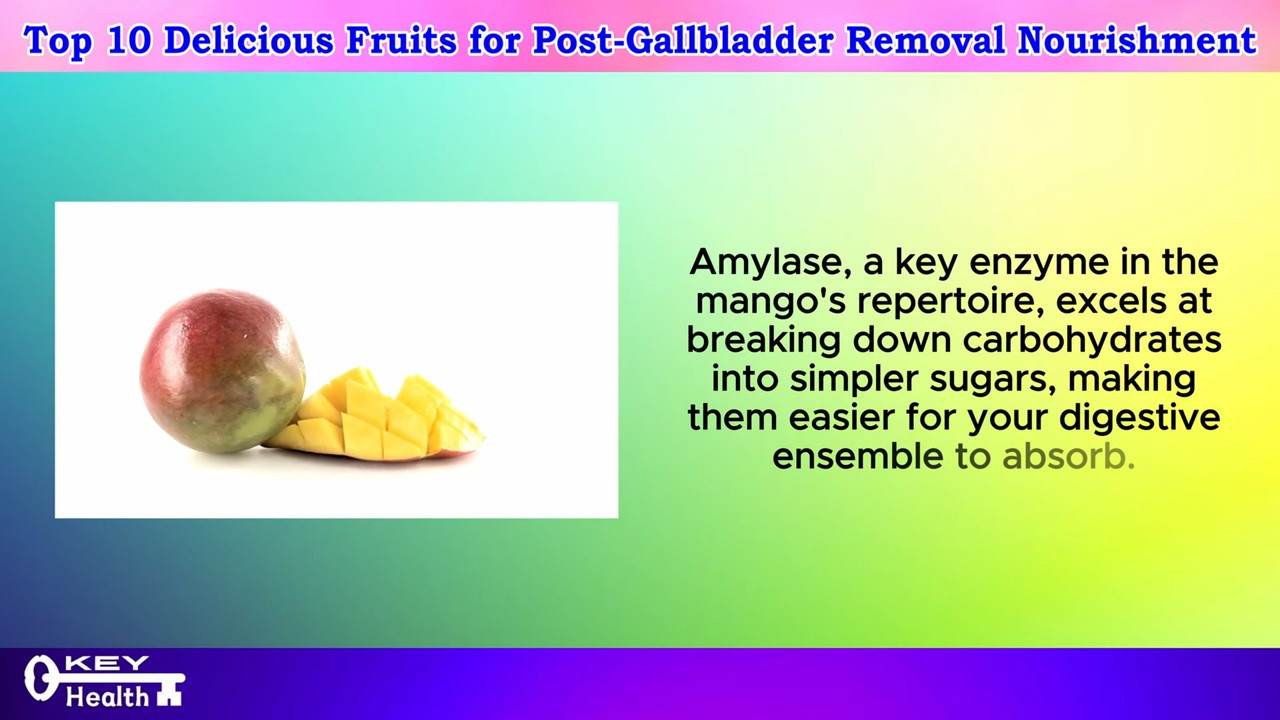 Top 10 Delicious Fruits for Post-Gallbladder Removal Nourishment
Amylase, a key enzyme in the
mango's repertoire, excels at
breaking down carbohydrates
into simpler sugars, making
them easier for your digestive
ensemble to absorb.
KEY
Health